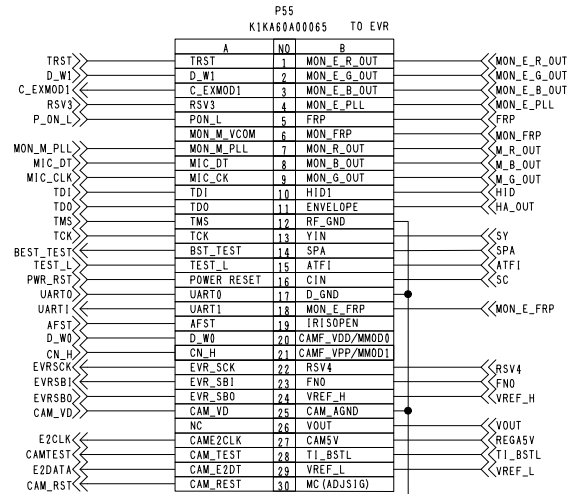 P55
K1KA60A00065 TO EVR
A NO B
TRST TRST 1 MON_E_R_OUT MON_E_R_OUT
D_W1 D_W1 2 MON_E_G_OUT MON_E_G_OUT
C_EXMOD1 C_EXMOD1 3 MON_E_B_OUT MON_E_B_OUT
RSV3 RSV3 4 MON_E_PLL MON_E_PLL
P_ON_L PON_L 5 FRP FRP
MON_M_VCOM 6 MON_FRP MON_FRP
MON_M_PLL MON_M_PLL 7 MON_R_OUT M_R_OUT
MIC_DT MIC_DT 8 MON_B_OUT M_B_OUT
MIC_CLK MIC_CK 9 MON_G_OUT M_G_OUT
TDI TDI 10 HID1 HID
TDO TDO 11 ENVELOPE HA_OUT
TMS TMS 12 RF_GND
TCK TCK 13 YIN SY
BEST_TEST BST_TEST 14 SPA SPA
TEST_L TEST_L 15 ATFI ATFI
PWR_RST POWER RESET 16 CIN SC
UART0 UART0 17 D_GND
UARTI UART1 18 MON_E_FRP MON_E_FRP
AFST AFST 19 IRISOPEN
D_W0 D_W0 20 CAMF_VDD/MMOD0
CN_H CN_H 21 CAMF_VPP/MMOD1
EVRSCK EVR_SCK 22 RSV4 RSV4
EVRSBI EVR_SBI 23 FNO FNO
EVRSBO EVR_SBO 24 VREF_H VREF_H
CAM_VD CAM_VD 25 CAM_AGND
NC 26 VOUT VOUT
E2CLK CAME2CLK 27 CAM5V REGA5V
CAMTEST CAM_TEST 28 TI_BSTL TI_BSTL
E2DATA CAM_E2DT 29 VREF_L VREF_L
CAM_RST CAM_REST 30 MC(ADJSIG)